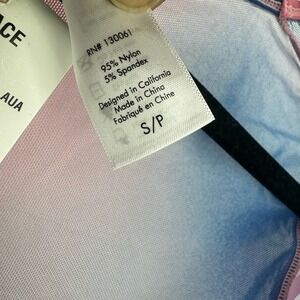 ACE
AUA
RN# 130061
95% Nylon
5% Spandex
Designed in California
Made in China
Fabriqué en Chine
S/P